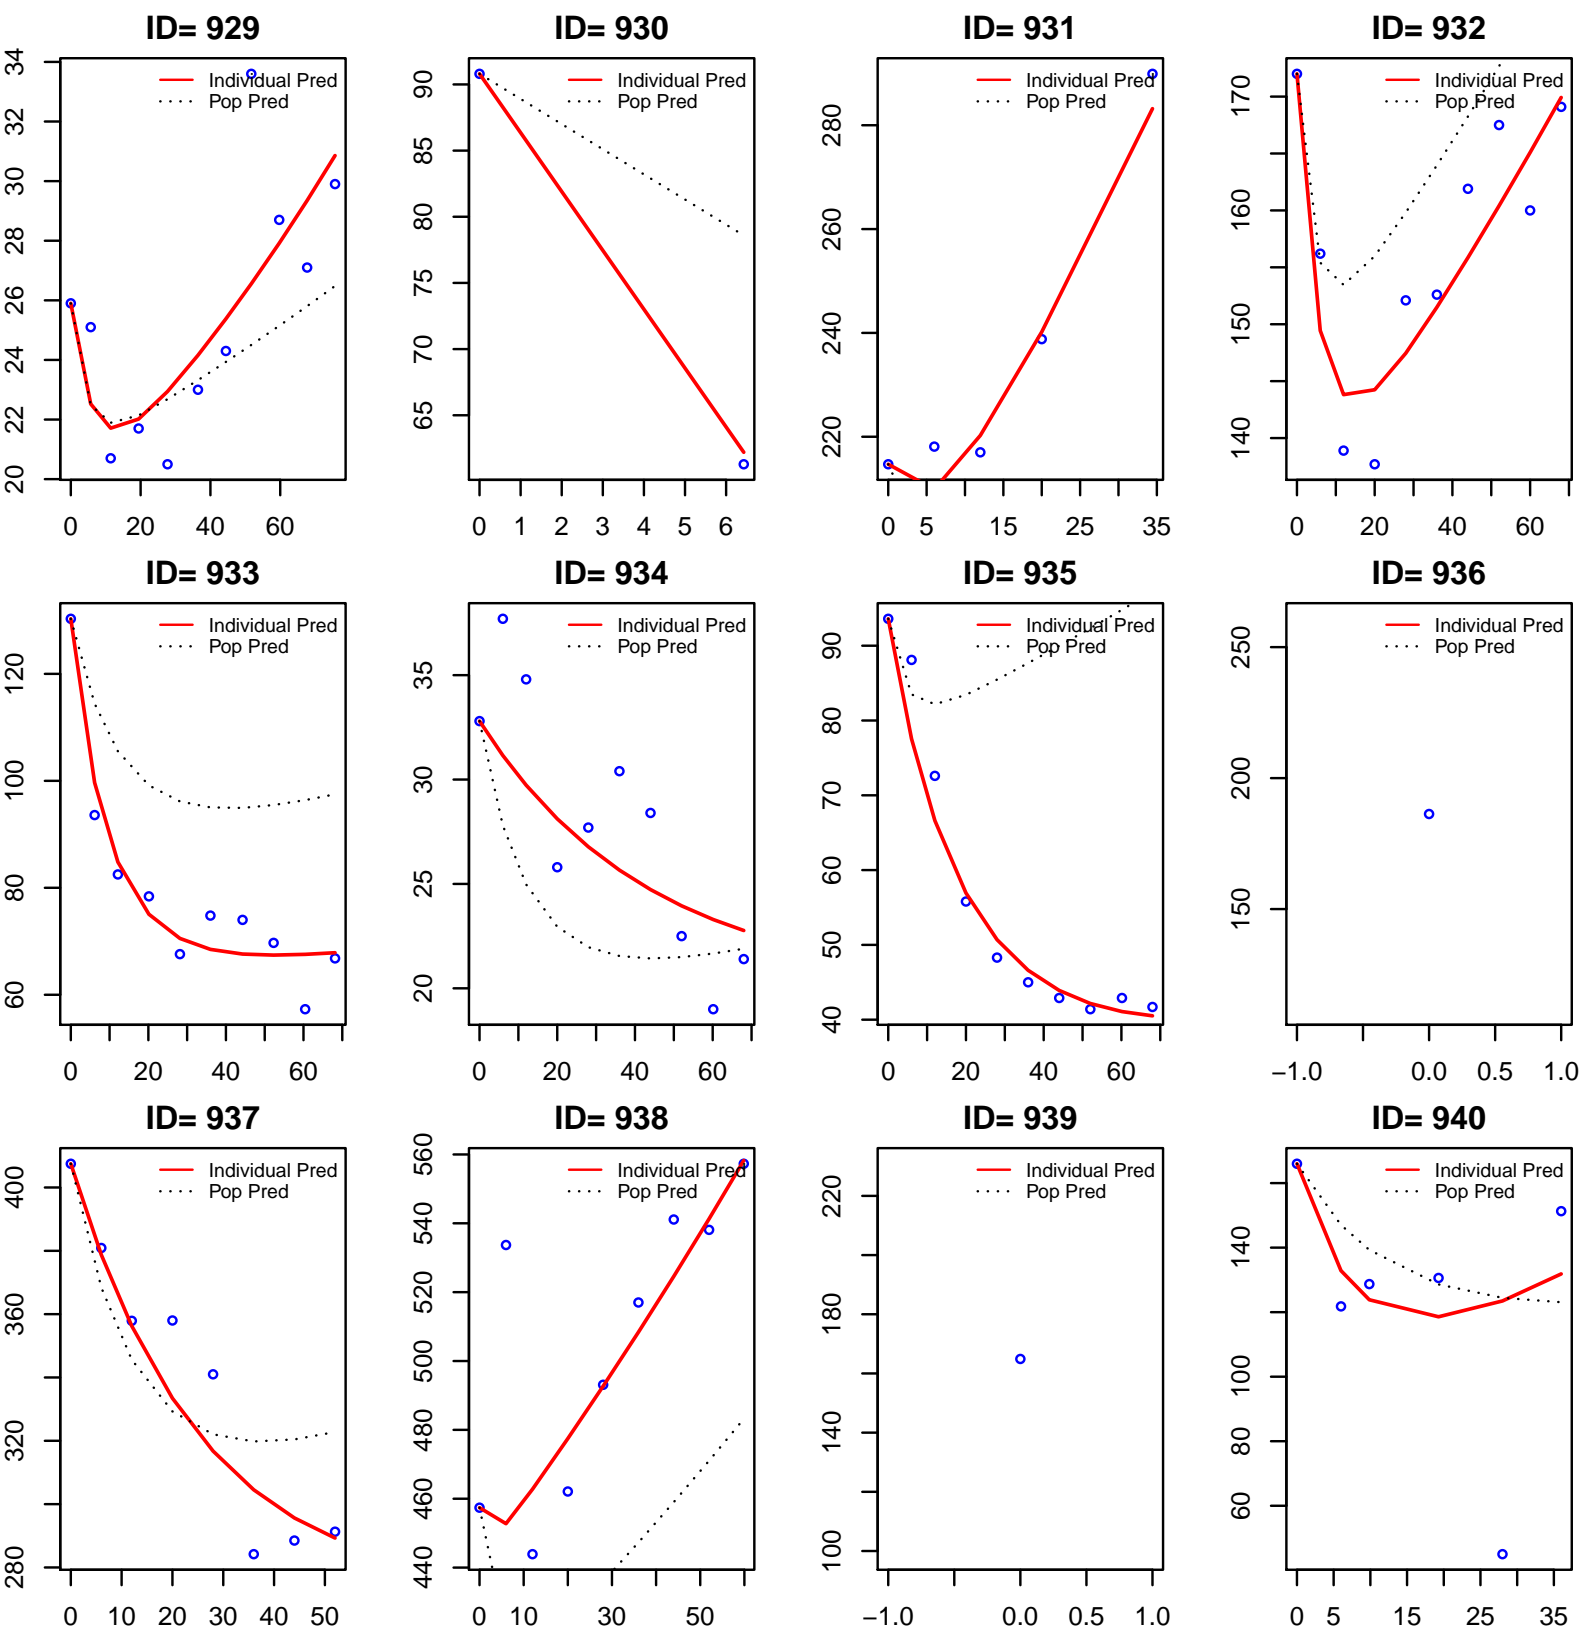 ID= 929
ID= 930
ID= 931
ID= 932
Individual Pred
Pop Pred
Individual Pred
Pop Pred
Individual Pred
Pop Pred
Individual Pred
Pop Pred
20 22 24 26 28 30 32 34
65 70 75 80 85 90
220 240 260 280
140 150 160 170
0 20 40 60
0 1 2 3 4 5 6
0 5 15 25 35
0 20 40 60
ID= 933
ID= 934
ID= 935
ID= 936
Individual Pred
Pop Pred
Individual Pred
Pop Pred
Individual Pred
Pop Pred
Individual Pred
Pop Pred
60 80 100 120
20 25 30 35
40 50 60 70 80 90
150 200 250
0 20 40 60
0 20 40 60
0 20 40 60
−1.0 0.0 0.5 1.0
ID= 937
ID= 938
ID= 939
ID= 940
Individual Pred
Pop Pred
Individual Pred
Pop Pred
Individual Pred
Pop Pred
Individual Pred
Pop Pred
280 320 360 400
440 460 480 500 520 540 560
100 140 180 220
60 80 100 140
0 10 20 30 40 50
0 10 30 50
−1.0 0.0 0.5 1.0
0 5 15 25 35